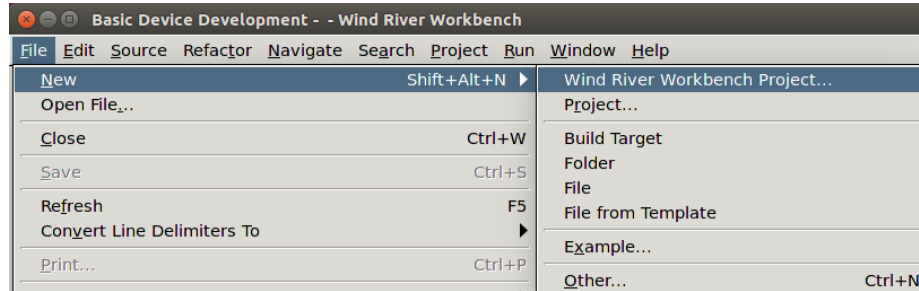 Basic Device Development - - Wind River Workbench
File Edit Source Refactor Navigate Search Project Run Window Help
New Shift+Alt+N
Open File...
Close Ctrl+W
Save Ctrl+S
Refresh F5
Convert Line Delimiters To
Print... Ctrl+P
Wind River Workbench Project...
Project...
Build Target
Folder
File
File from Template
Example...
Other... Ctrl+N